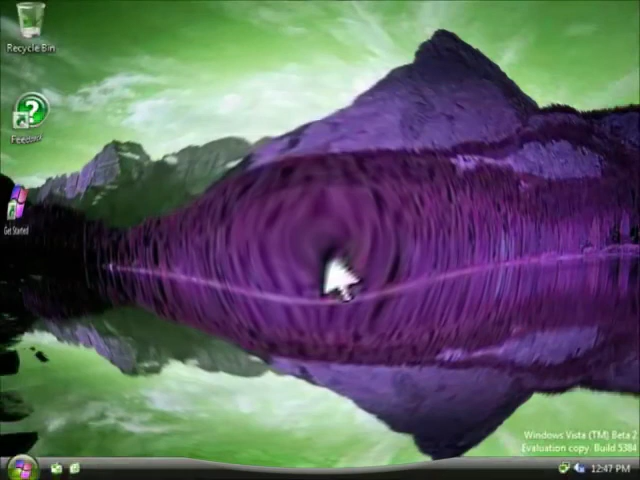 Recycle Bin
Feedback
Get Started
Windows Vista (TM) Beta 2
Evaluation copy. Build 5384
12:47 PM